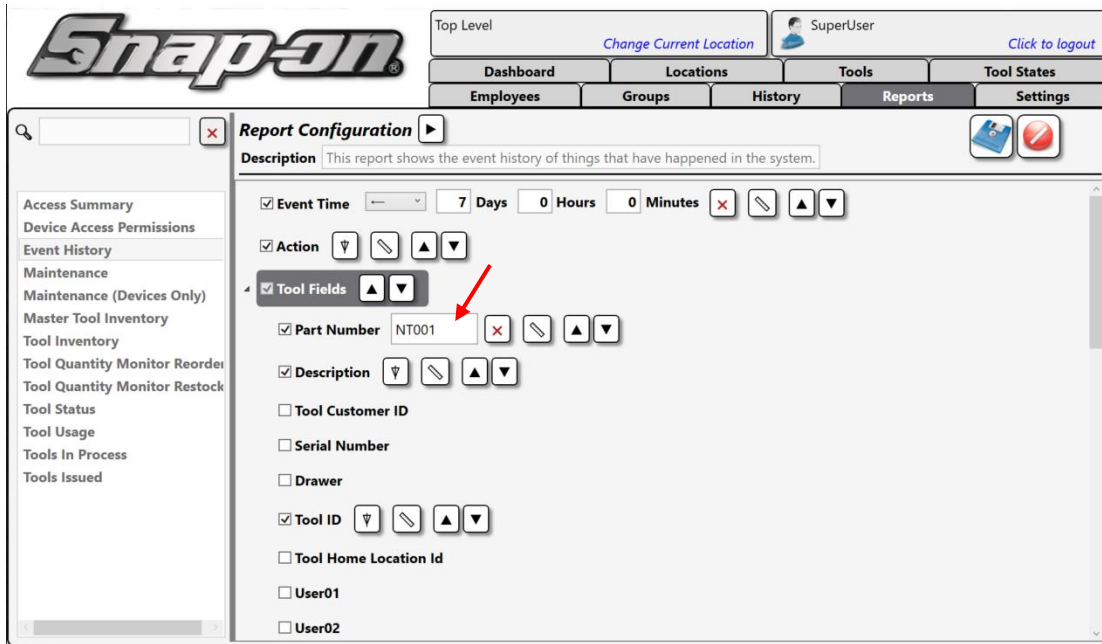 Snap-on®
Top Level
Change Current Location
SuperUser
Click to logout
Dashboard Locations Tools Tool States
Employees Groups History Reports Settings
Report Configuration
Description This report shows the event history of things that have happened in the system.
Access Summary
Device Access Permissions
Event History
Maintenance
Maintenance (Devices Only)
Master Tool Inventory
Tool Inventory
Tool Quantity Monitor Reorder
Tool Quantity Monitor Restock
Tool Status
Tool Usage
Tools In Process
Tools Issued
Event Time 7 Days 0 Hours 0 Minutes
Action
Tool Fields
Part Number NT001
Description
Tool Customer ID
Serial Number
Drawer
Tool ID
Tool Home Location Id
User01
User02